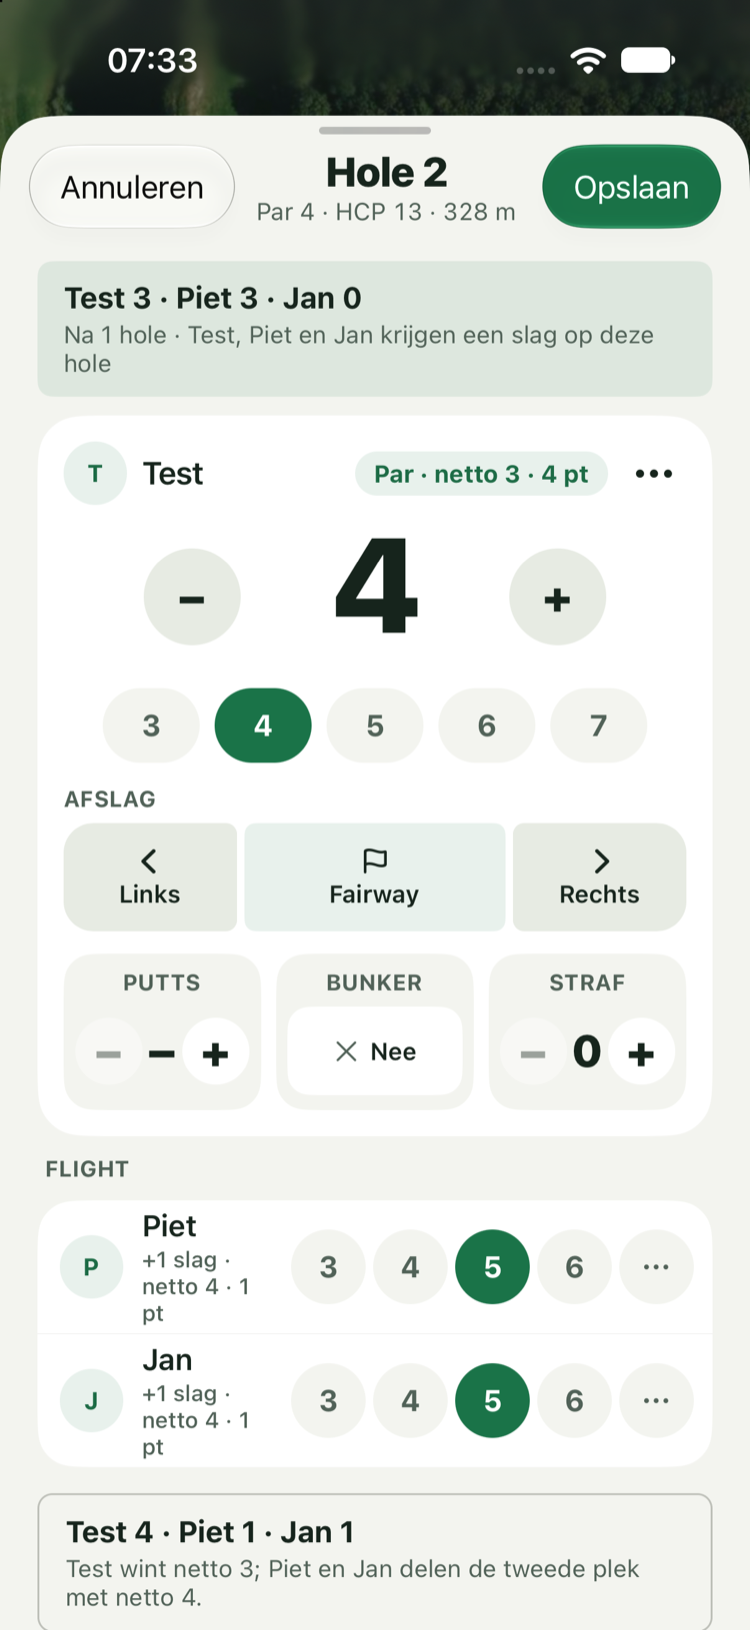 07:33
Annuleren
Hole 2
Par 4 · HCP 13 · 328 m
Opslaan
Test 3 · Piet 3 · Jan 0
Na 1 hole · Test, Piet en Jan krijgen een slag op deze
hole
T
Test
Par · netto 3 · 4 pt
4
3 4 5 6 7
AFSLAG
Links
Fairway
Rechts
PUTTS
BUNKER
STRAF
– – +
Nee
– 0 +
FLIGHT
P
Piet
+1 slag ·
netto 4 · 1
pt
3 4 5 6 ...
J
Jan
+1 slag ·
netto 4 · 1
pt
3 4 5 6 ...
Test 4 · Piet 1 · Jan 1
Test wint netto 3; Piet en Jan delen de tweede plek
met netto 4.